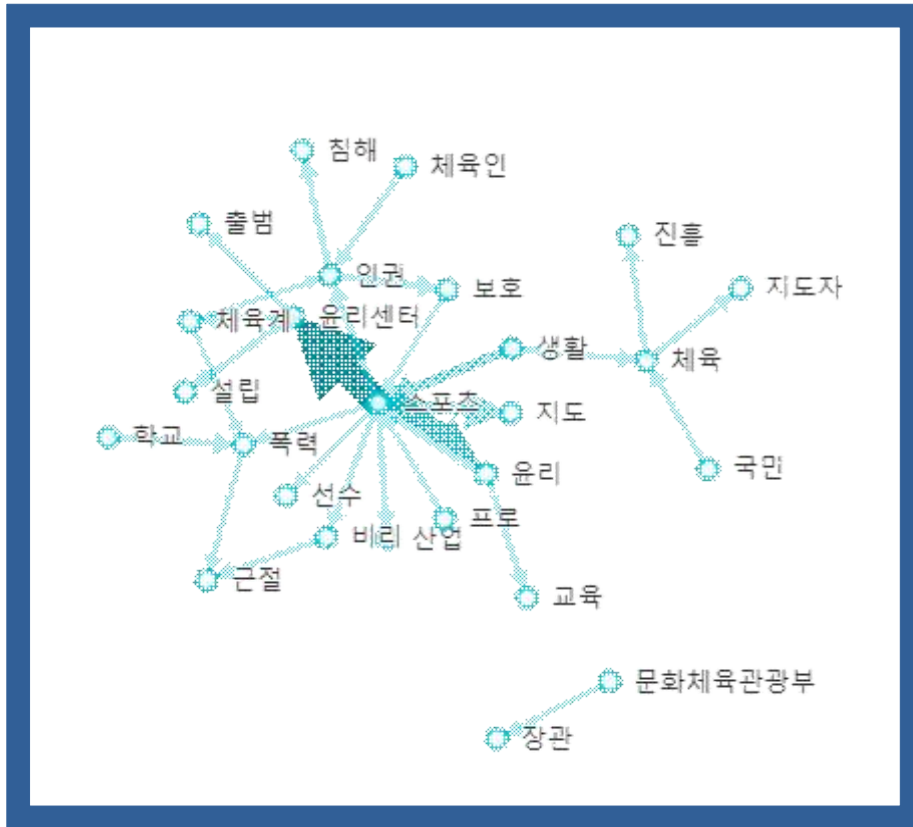 침해
체육인
출범
진흥
인권
보호
지도자
체육계
윤리센터
생활
체육
설립
스포츠
지도
학교
폭력
윤리
국민
선수
프로
비리
산업
근절
교육
문화체육관광부
장관